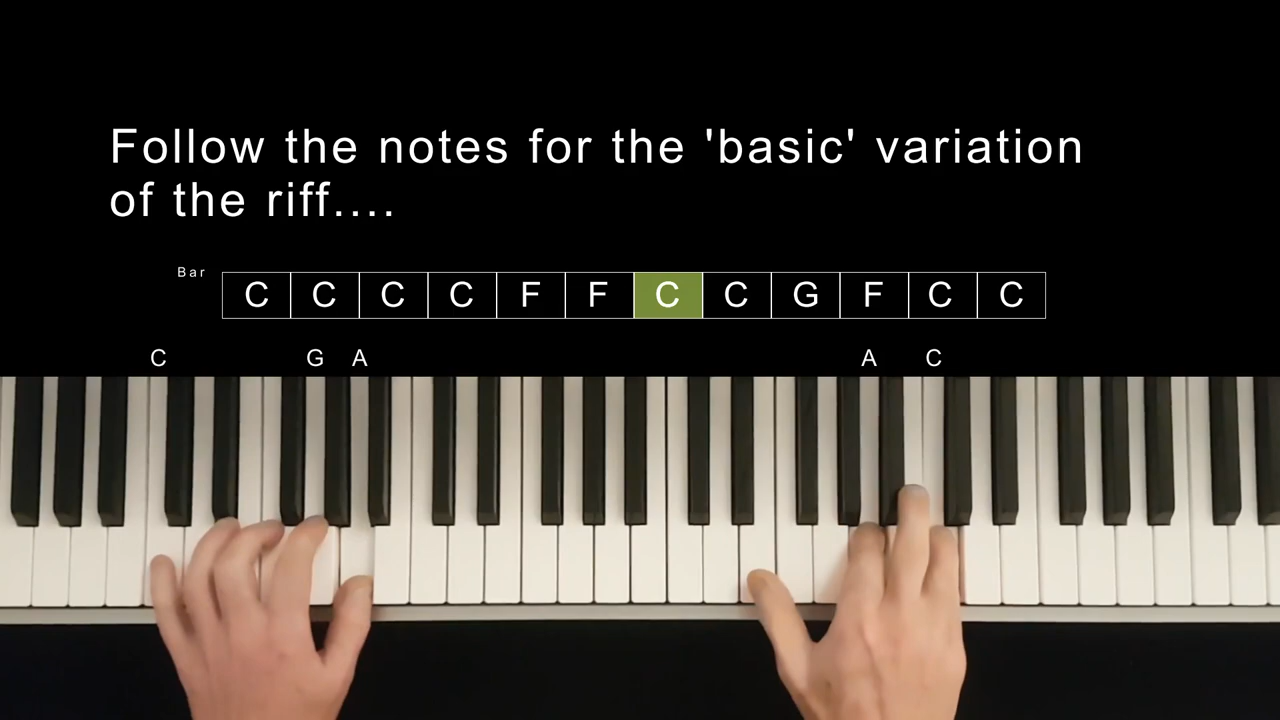 Follow the notes for the 'basic' variation
of the riff....
Bar
C C C C F F C C G F C C
C G A A C